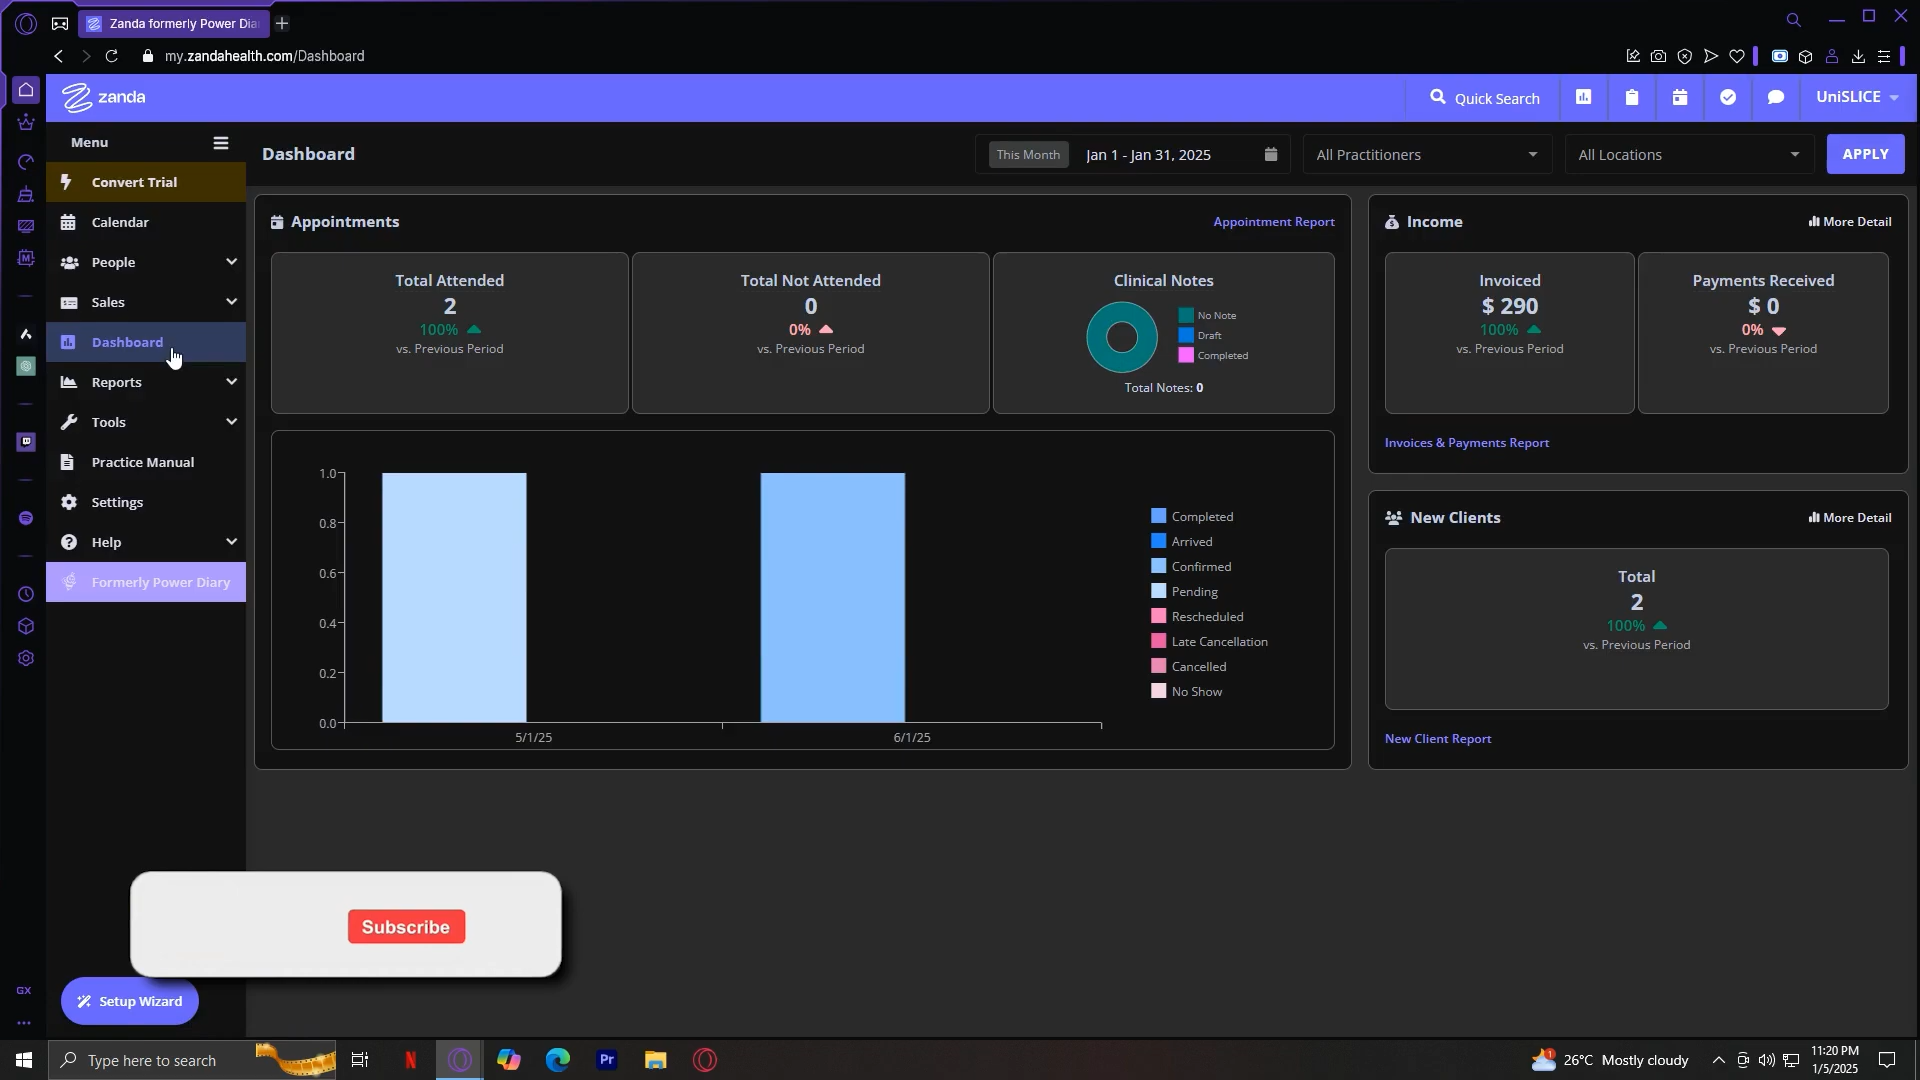 Zanda formerly Power Dia
my.zandahealth.com/Dashboard
zanda
Quick Search
UniSLICE
Menu
Convert Trial
Calendar
People
Sales
Dashboard
Reports
Tools
Practice Manual
Settings
Help
Formerly Power Diary
Setup Wizard
Dashboard
This Month
Jan 1 - Jan 31, 2025
All Practitioners
All Locations
APPLY
Appointments
Appointment Report
Total Attended
2
100%
vs. Previous Period
Total Not Attended
0
0%
vs. Previous Period
Clinical Notes
No Note
Draft
Completed
Total Notes: 0
1.0
0.8
0.6
0.4
0.2
0.0
5/1/25
6/1/25
Completed
Arrived
Confirmed
Pending
Rescheduled
Late Cancellation
Cancelled
No Show
Income
More Detail
Invoiced
$ 290
100%
vs. Previous Period
Payments Received
$ 0
0%
vs. Previous Period
Invoices & Payments Report
New Clients
More Detail
Total
2
100%
vs. Previous Period
New Client Report
Subscribe
GX
Type here to search
N
Pr
1
26°C Mostly cloudy
11:20 PM
1/5/2025